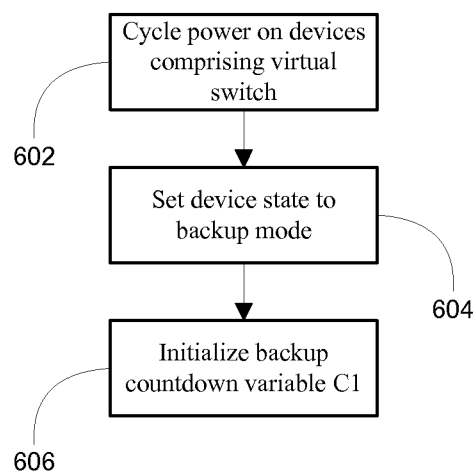 Cycle power on devices
comprising virtual
switch
602
Set device state to
backup mode
604
Initialize backup
countdown variable C1
606